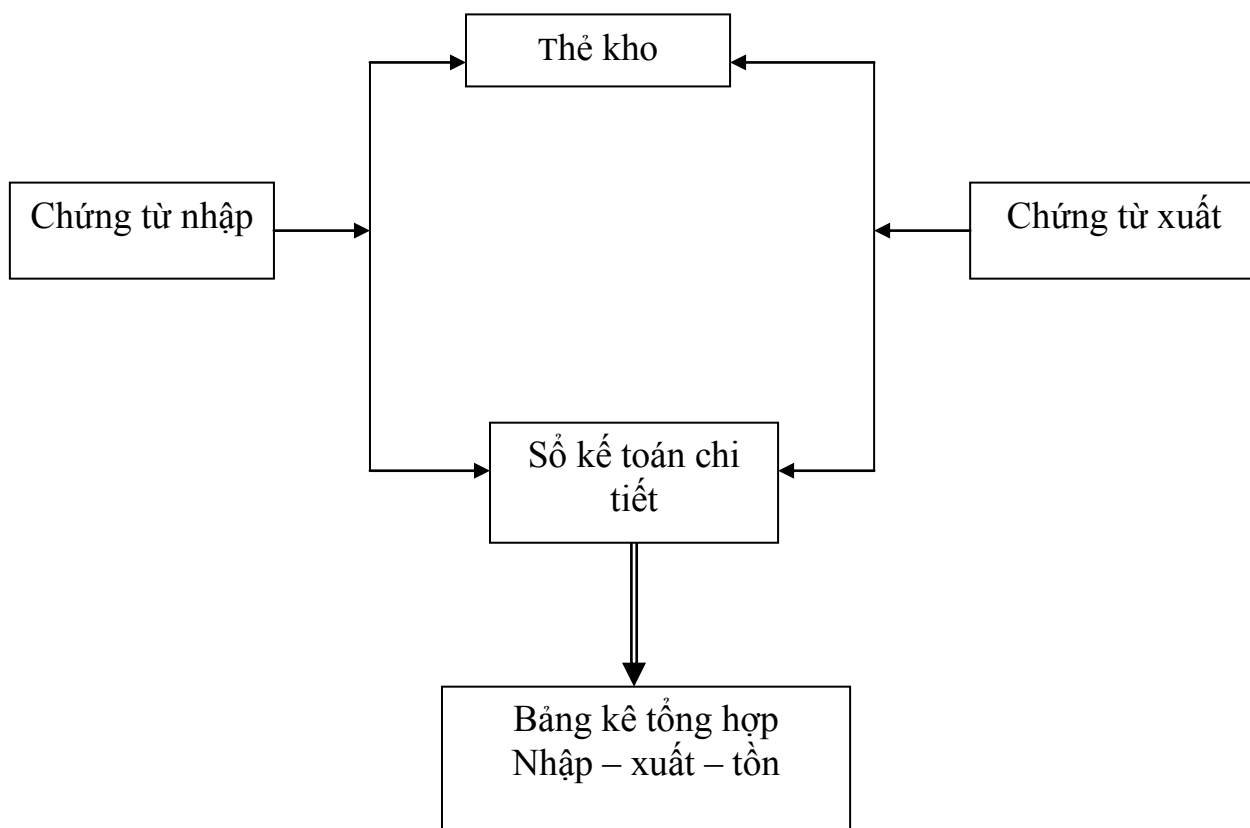 Thẻ kho
Chứng từ nhập
Chứng từ xuất
Sổ kế toán chi
tiết
Bảng kê tổng hợp
Nhập – xuất – tồn